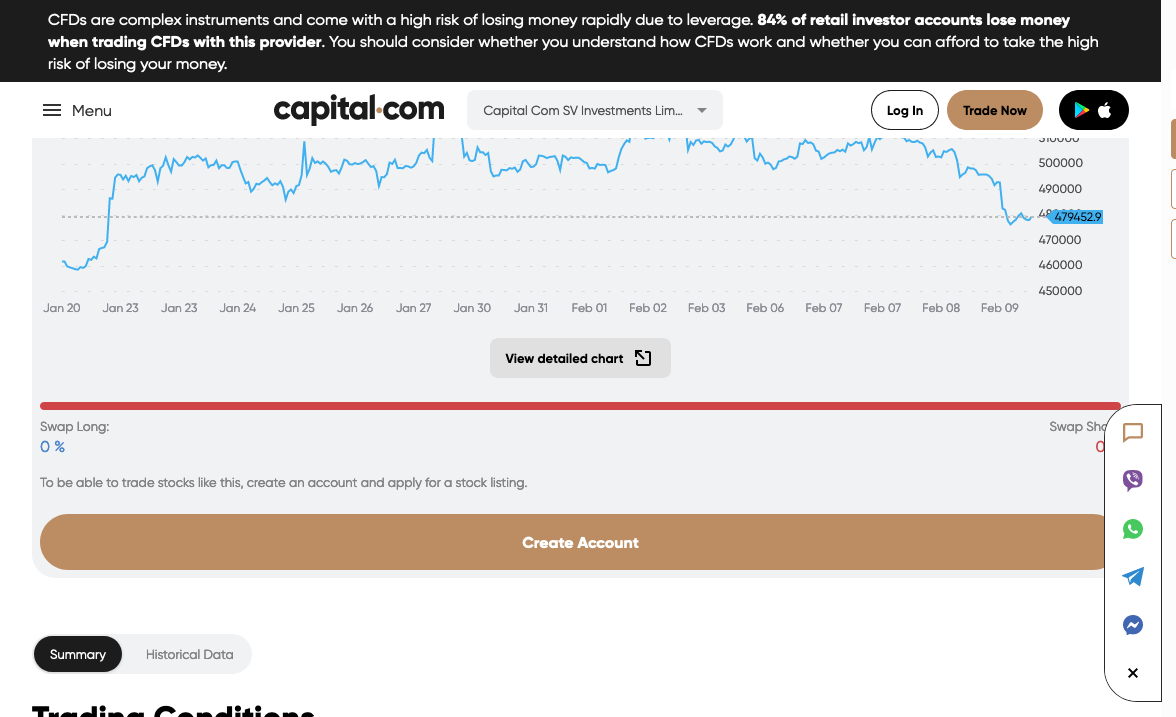 CFDs are complex instruments and come with a high risk of losing money rapidly due to leverage. 84% of retail investor accounts lose money
when trading CFDs with this provider. You should consider whether you understand how CFDs work and whether you can afford to take the high
risk of losing your money.
Menu
capital.com
Capital Com SV Investments Lim...
Log In
Trade Now
510000
500000
490000
479452.9
470000
460000
450000
Jan 20 Jan 23 Jan 23 Jan 24 Jan 25 Jan 26 Jan 27 Jan 30 Jan 31 Feb 01 Feb 02 Feb 03 Feb 06 Feb 07 Feb 07 Feb 08 Feb 09
View detailed chart
Swap Long:
Swap
0 %
0
To be able to trade stocks like this, create an account and apply for a stock listing.
Create Account
Summary
Historical Data
Trading Conditions